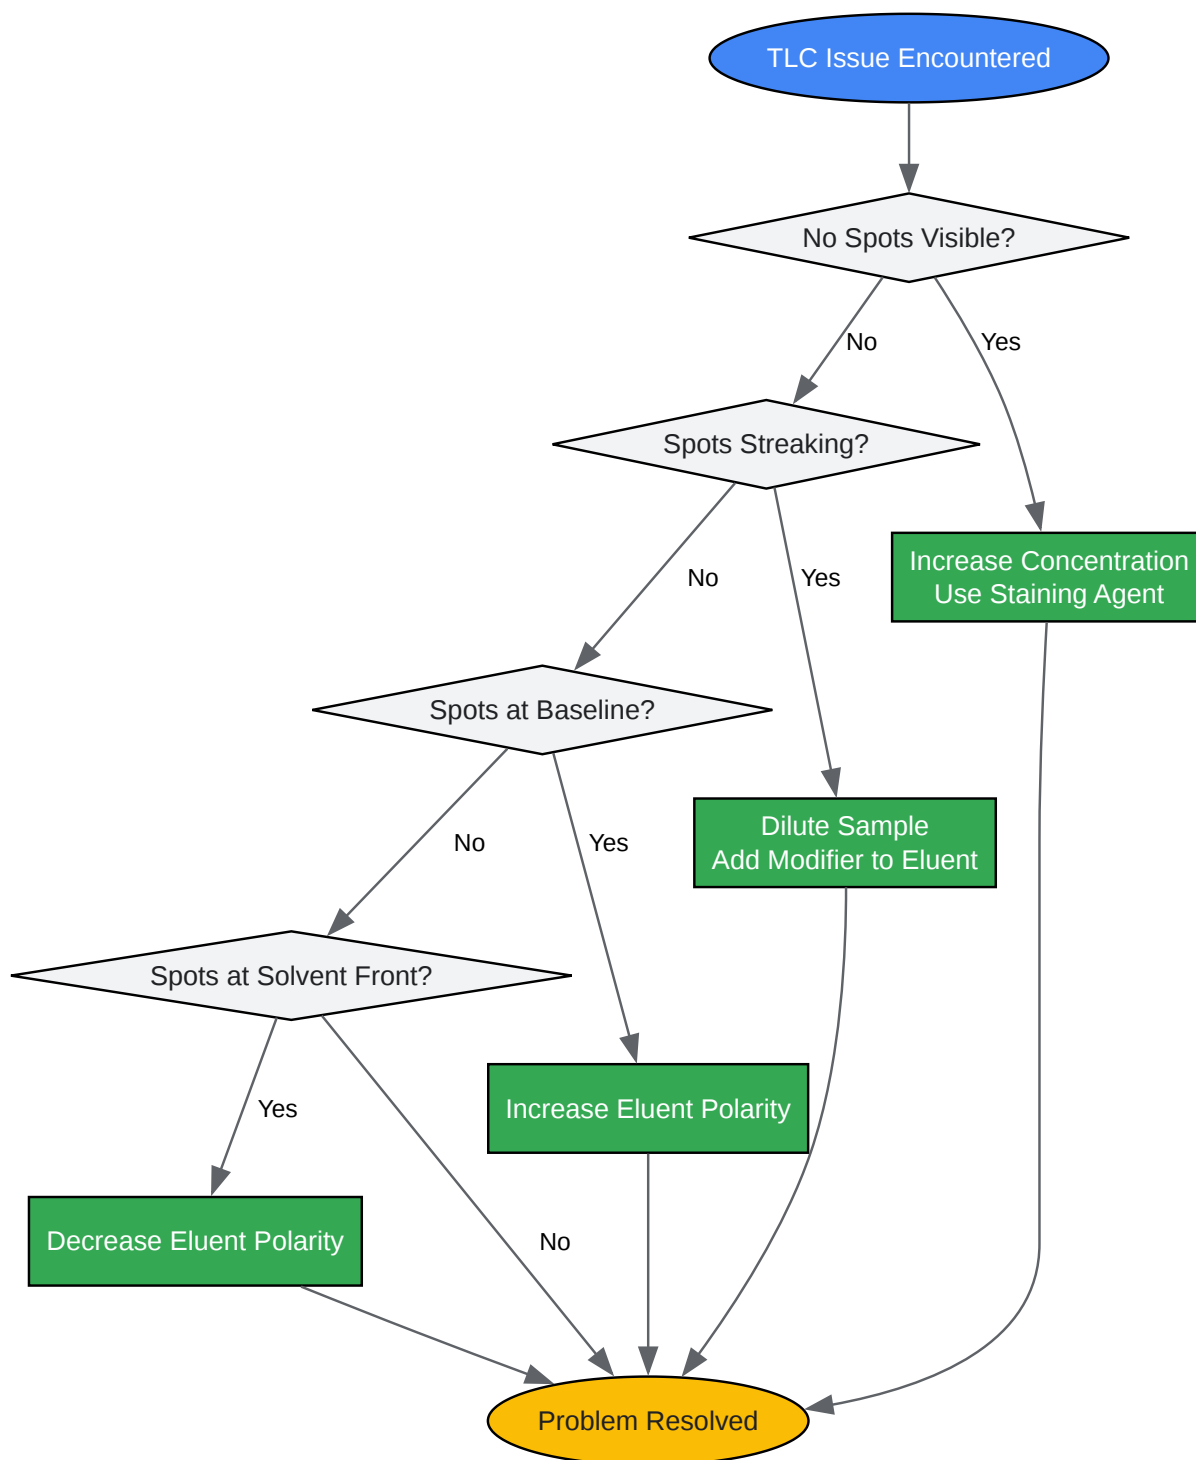 TLC Issue Encountered
No Spots Visible?
No
Yes
Spots Streaking?
Increase Concentration
Use Staining Agent
No
Yes
Spots at Baseline?
Dilute Sample
Add Modifier to Eluent
No
Yes
Spots at Solvent Front?
Increase Eluent Polarity
Yes
Decrease Eluent Polarity
No
Problem Resolved